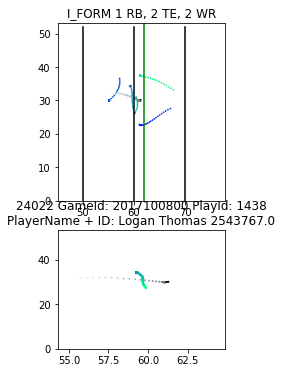 I_FORM 1 RB, 2 TE, 2 WR
50
40
30
20
10
0
50 60 70
24022 GameId: 2017100800 PlayId: 1438
PlayerName + ID: Logan Thomas 2543767.0
40
20
0
55.0 57.5 60.0 62.5